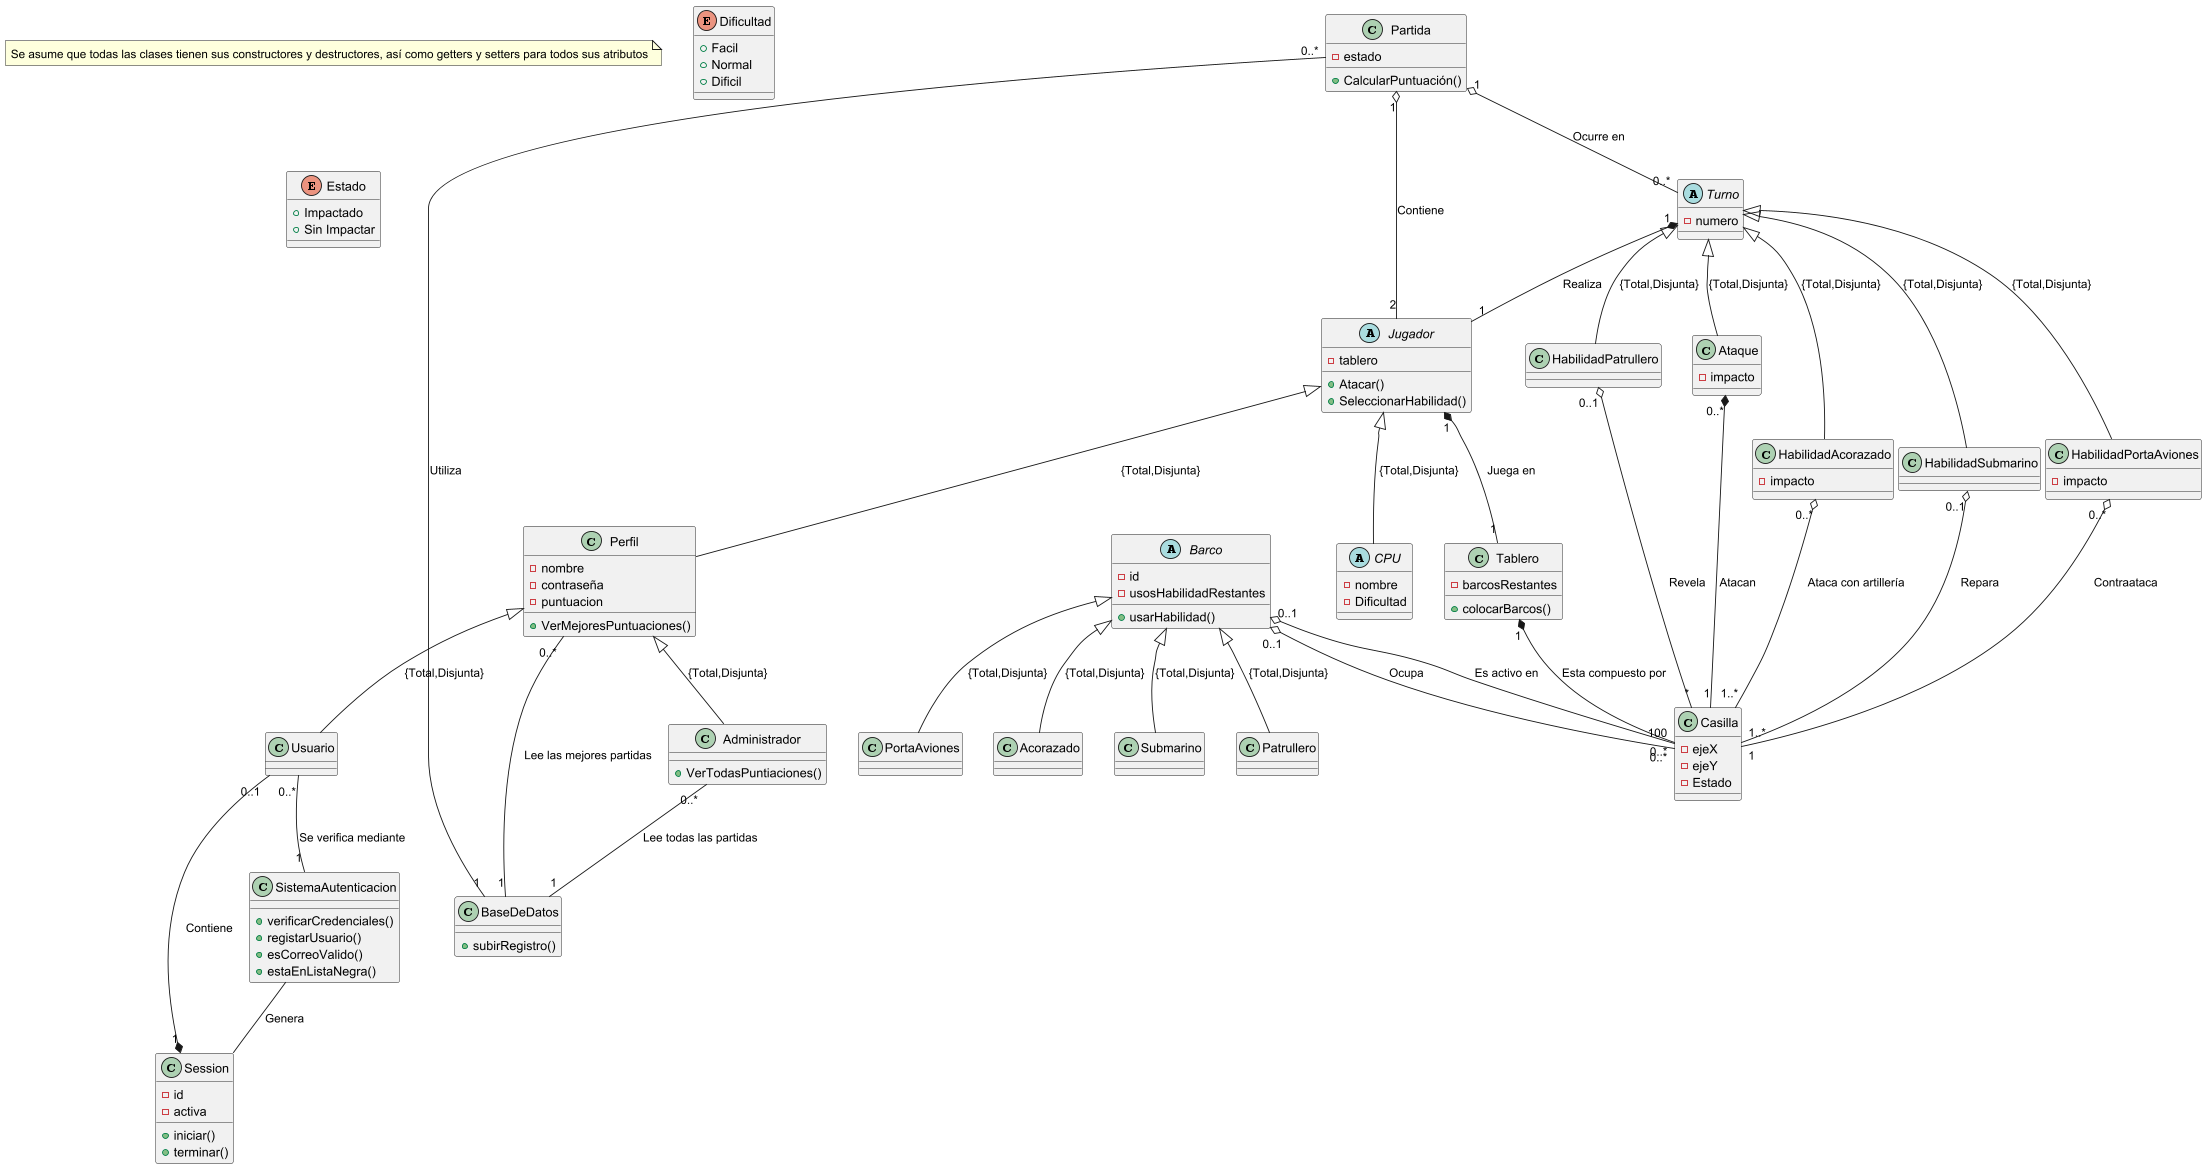 Se asume que todas las clases tienen sus constructores y destructores, así como getters y setters para todos sus atributos
E Dificultad
Facil
Normal
Dificil
C Partida
estado
CalcularPuntuación()
0..*
1
1
Ocurre en
0..*
E Estado
Impactado
Sin Impactar
A Turno
numero
Contiene
1
2
Realiza
1
{Total,Disjunta}
{Total,Disjunta}
{Total,Disjunta}
{Total,Disjunta}
{Total,Disjunta}
A Jugador
tablero
Atacar()
SeleccionarHabilidad()
1
C HabilidadPatrullero
0..1
C Ataque
impacto
0..*
C HabilidadAcorazado
impacto
0..*
C HabilidadSubmarino
0..1
C HabilidadPortaAviones
impacto
0..*
Utiliza
{Total,Disjunta}
{Total,Disjunta}
Juega en
1
C Perfil
nombre
contraseña
puntuacion
VerMejoresPuntuaciones()
0..*
A Barco
id
usosHabilidadRestantes
usarHabilidad()
0..1
0..1
A CPU
nombre
Dificultad
C Tablero
barcosRestantes
colocarBarcos()
1
Revela
Atacan
Ataca con artillería
Repara
Contraataca
{Total,Disjunta}
{Total,Disjunta}
{Total,Disjunta}
{Total,Disjunta}
{Total,Disjunta}
{Total,Disjunta}
Ocupa
Es activo en
Esta compuesto por
*
1
1..*
C Usuario
0..1
0..*
Lee las mejores partidas
C Administrador
VerTodasPuntiaciones()
0..*
C PortaAviones
C Acorazado
C Submarino
C Patrullero
100
0..*
0..*
C Casilla
ejeX
ejeY
Estado
1..*
1
Se verifica mediante
1
Lee todas las partidas
C SistemaAutenticacion
verificarCredenciales()
registarUsuario()
esCorreoValido()
estaEnListaNegra()
1
1
1
C BaseDeDatos
subirRegistro()
Contiene
Genera
1
C Session
id
activa
iniciar()
terminar()